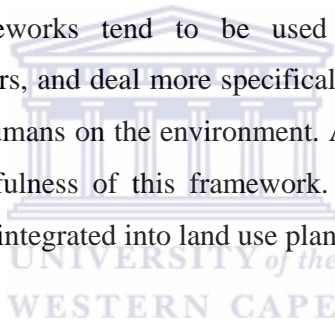 eworks tend to be used
rs, and deal more specifical
umans on the environment. A
fulness of this framework.
integrated into land use plan
UNIVERSITY of the
WESTERN CAPE